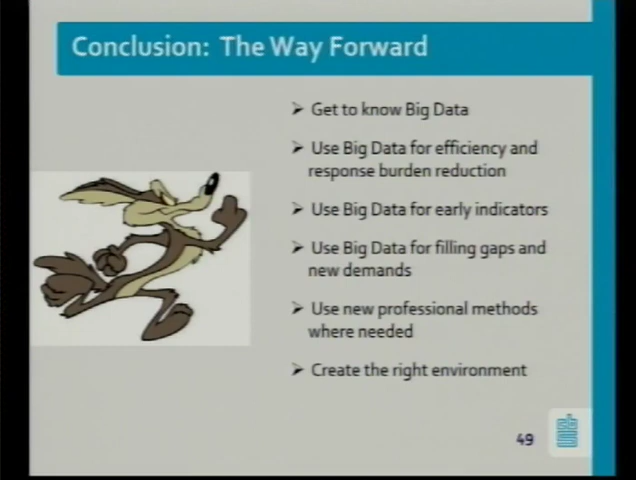 Conclusion: The Way Forward
➤ Get to know Big Data
➤ Use Big Data for efficiency and
response burden reduction
➤ Use Big Data for early indicators
➤ Use Big Data for filling gaps and
new demands
➤ Use new professional methods
where needed
➤ Create the right environment
49